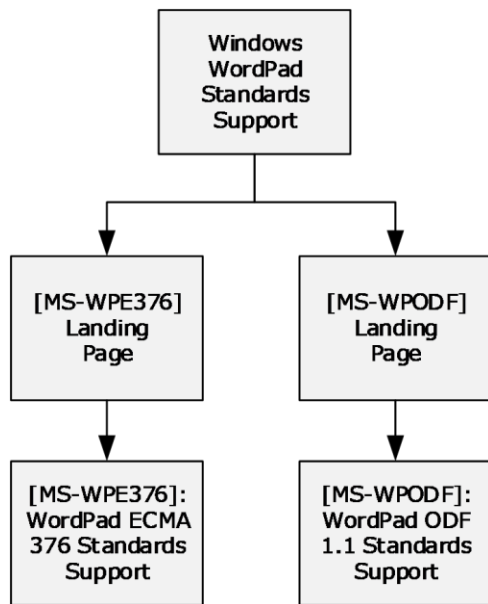 Windows
WordPad
Standards
Support
[MS-WPE376]
Landing
Page
[MS-WPODF]
Landing
Page
[MS-WPE376]:
WordPad ECMA
376 Standards
Support
[MS-WPODF]:
WordPad ODF
1.1 Standards
Support